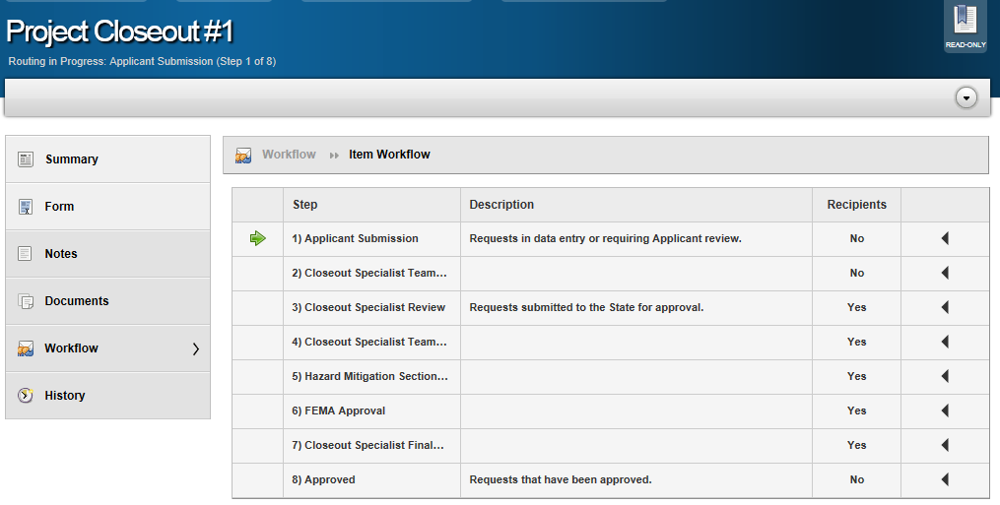 Project Closeout #1
READ-ONLY
Routing in Progress: Applicant Submission (Step 1 of 8)
Summary
Form
Notes
Documents
Workflow
History
Workflow Item Workflow
Step Description Recipients
1) Applicant Submission Requests in data entry or requiring Applicant review. No
2) Closeout Specialist Team... No
3) Closeout Specialist Review Requests submitted to the State for approval. Yes
4) Closeout Specialist Team... Yes
5) Hazard Mitigation Section... Yes
6) FEMA Approval Yes
7) Closeout Specialist Final... Yes
8) Approved Requests that have been approved. No